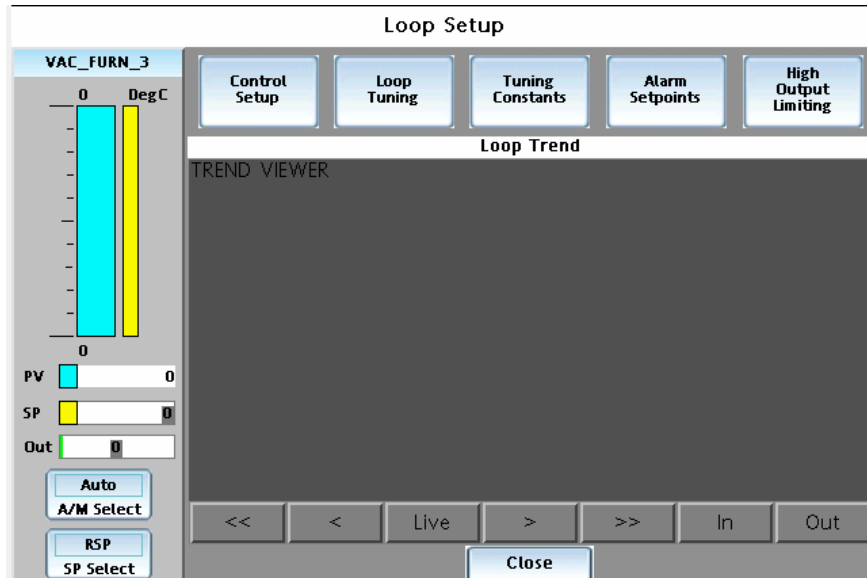 Loop Setup
VAC_FURN_3
0 DegC
0
PV 0
SP 0
Out 0
Auto
A/M Select
RSP
SP Select
Control
Setup
Loop
Tuning
Tuning
Constants
Alarm
Setpoints
High
Output
Limiting
Loop Trend
TREND VIEWER
<< < Live > >> In Out
Close